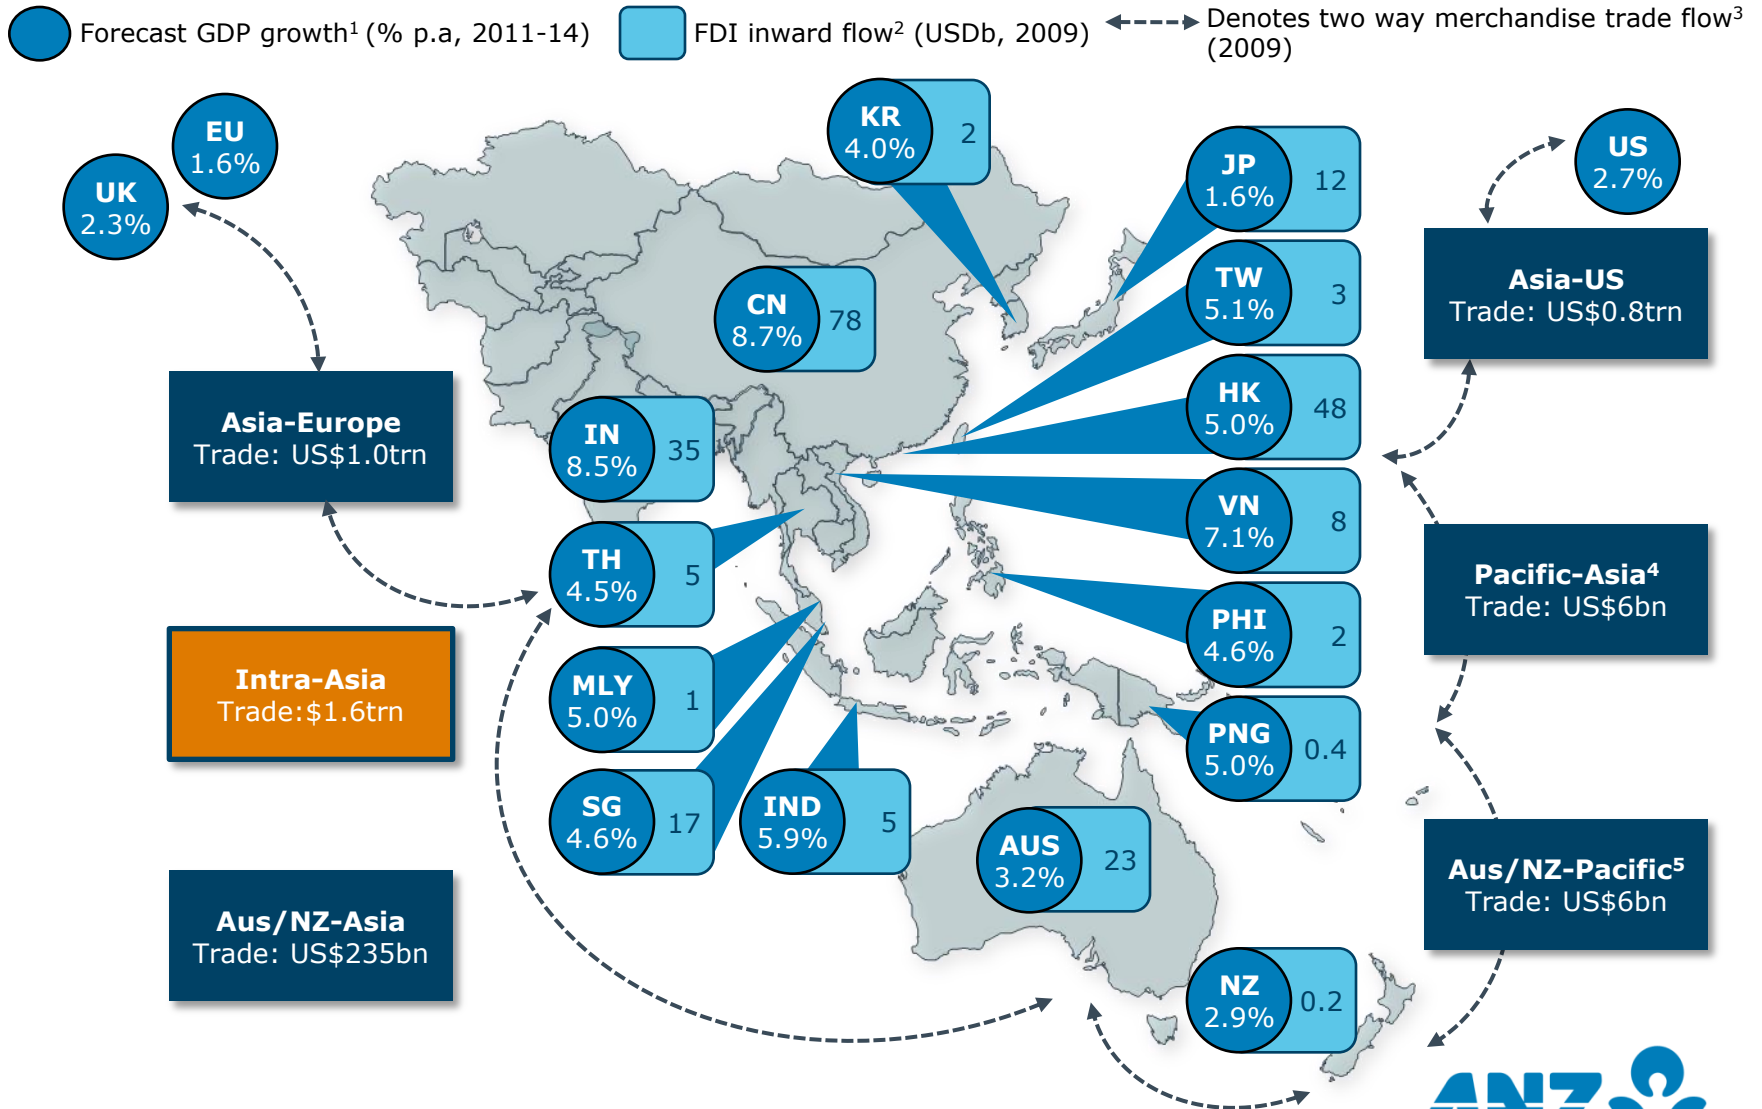 Forecast GDP growth¹ (% p.a, 2011-14)
FDI inward flow² (USDb, 2009)
Denotes two way merchandise trade flow³
(2009)
EU
1.6%
UK
2.3%
KR
4.0%
2
JP
1.6%
12
US
2.7%
TW
5.1%
3
Asia-US
Trade: US$0.8trn
CN
8.7%
78
HK
5.0%
48
Asia-Europe
Trade: US$1.0trn
IN
8.5%
35
VN
7.1%
8
TH
4.5%
5
Pacific-Asia⁴
Trade: US$6bn
PHI
4.6%
2
Intra-Asia
Trade:$1.6trn
MLY
5.0%
1
PNG
5.0%
0.4
SG
4.6%
17
IND
5.9%
5
AUS
3.2%
23
Aus/NZ-Pacific⁵
Trade: US$6bn
Aus/NZ-Asia
Trade: US$235bn
NZ
2.9%
0.2
ANZ